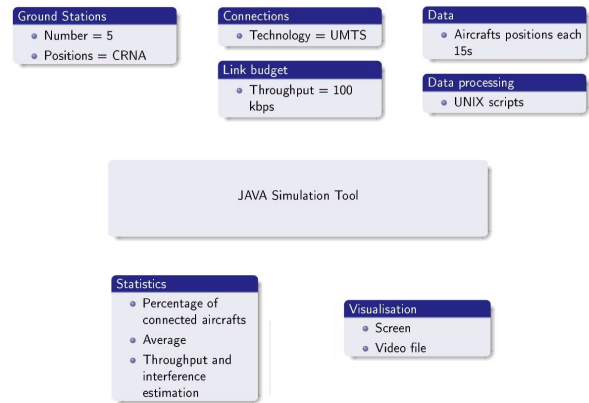 Ground Stations
Number = 5
Positions = CRNA
Connections
Technology = UMTS
Link budget
Throughput = 100
kbps
Data
Aircrafts positions each
15s
Data processing
UNIX scripts
JAVA Simulation Tool
Statistics
Percentage of
connected aircrafts
Average
Throughput and
interference
estimation
Visualisation
Screen
Video file